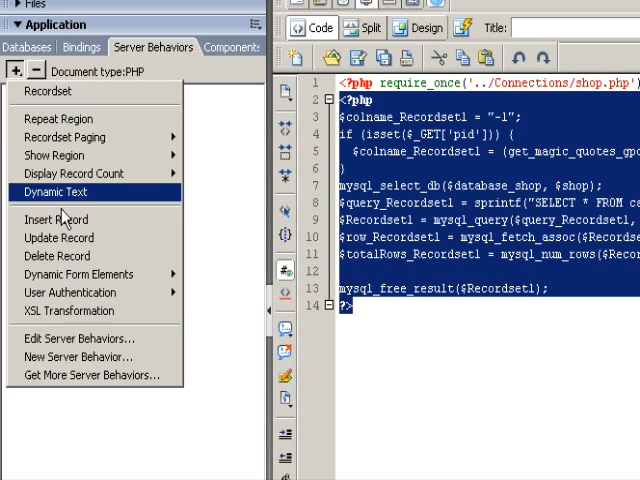 Files
Application
Databases Bindings Server Behaviors Components
Document type:PHP
Recordset
Repeat Region
Recordset Paging
Show Region
Display Record Count
Dynamic Text
Insert Record
Update Record
Delete Record
Dynamic Form Elements
User Authentication
XSL Transformation
Edit Server Behaviors...
New Server Behavior...
Get More Server Behaviors...
Code Split Design Title:
1 <?php require_once('../Connections/shop.php')
2 <?php
3 $colname_Recordset1 = "-1";
4 if (isset($_GET['pid'])) {
5 $colname_Recordset1 = (get_magic_quotes_gpc
6 }
7 mysql_select_db($database_shop, $shop);
8 $query_Recordset1 = sprintf("SELECT * FROM
9 $Recordset1 = mysql_query($query_Recordset1,
10 $row_Recordset1 = mysql_fetch_assoc($Records
11 $totalRows_Recordset1 = mysql_num_rows($Reco
12
13 mysql_free_result($Recordset1);
14 ?>